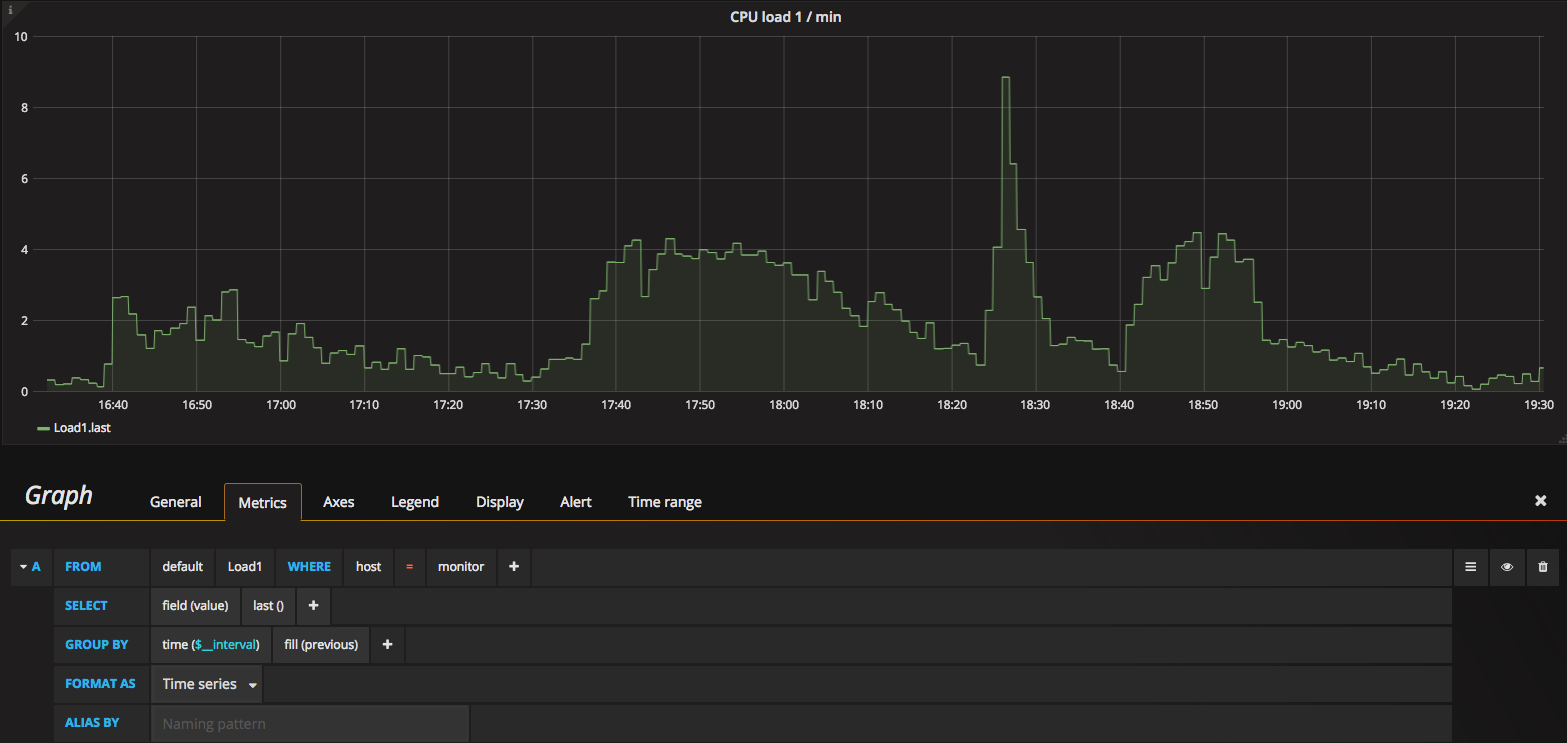 i
CPU load 1 / min
10
8
6
4
2
0
16:40 16:50 17:00 17:10 17:20 17:30 17:40 17:50 18:00 18:10 18:20 18:30 18:40 18:50 19:00 19:10 19:20 19:30
Load1.last
Graph General Metrics Axes Legend Display Alert Time range
A FROM default Load1 WHERE host = monitor +
SELECT field (value) last () +
GROUP BY time ($__interval) fill (previous) +
FORMAT AS Time series
ALIAS BY Naming pattern